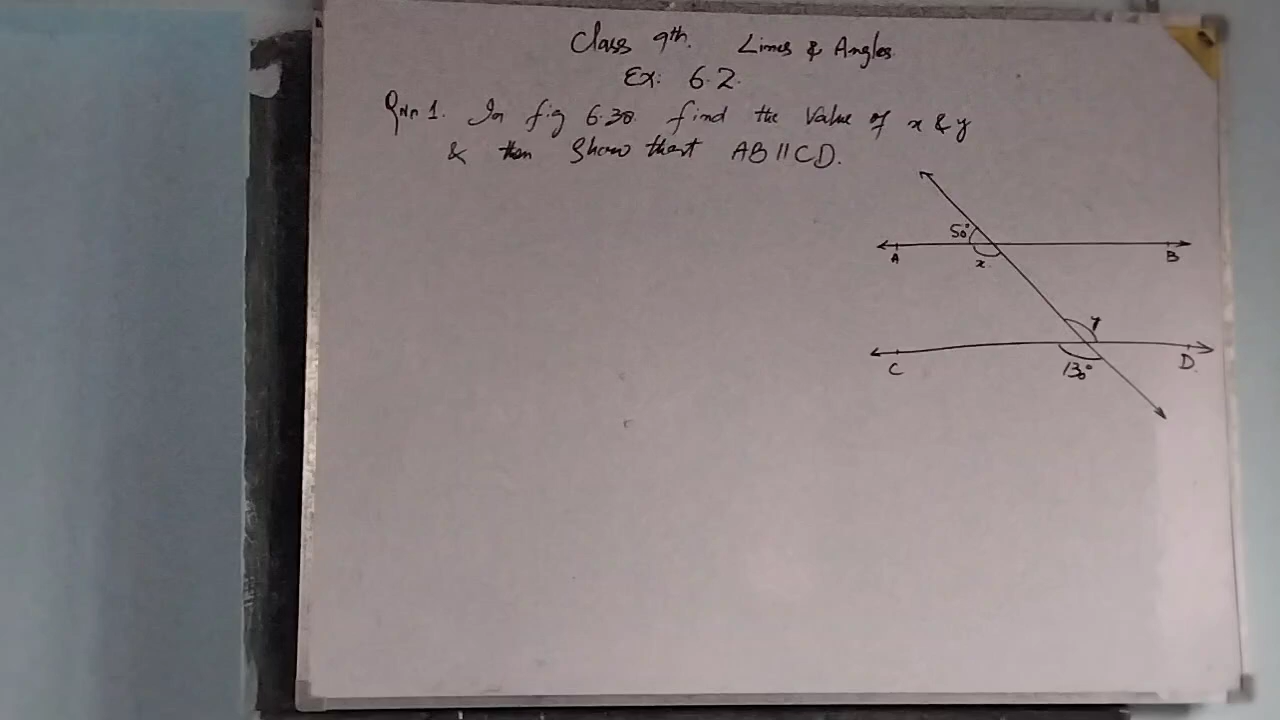 Class 9th. Lines & Angles
Ex: 6.2.
Qnn 1. In fig 6.30. find the value of x & y
& then Show that AB || CD.
50°
A
B
x
y
C
130°
D